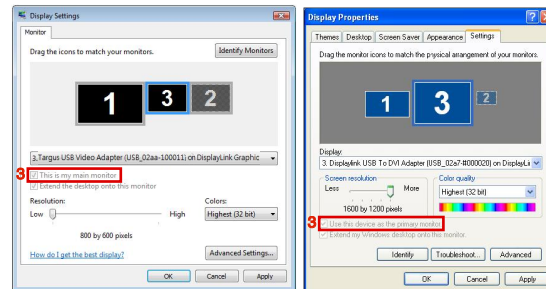 Display Settings
Monitor
Drag the icons to match your monitors.
Identify Monitors
1
3
2
3.Targus USB Video Adapter (USB_02aa-100011) on DisplayLink Graphic
3
This is my main monitor
Extend the desktop onto this monitor
Resolution:
Colors:
Low
High
Highest (32 bit)
800 by 600 pixels
How do I get the best display?
Advanced Settings...
OK
Cancel
Apply
Display Properties
Themes
Desktop
Screen Saver
Appearance
Settings
Drag the monitor icons to match the physical arrangement of your monitors.
1
3
2
Display:
3. Displaylink USB To DVI Adapter (USB_02a7-#000020) on DisplayLi
Screen resolution
Color quality
Less
More
Highest (32 bit)
1600 by 1200 pixels
3
Use this device as the primary monitor.
Extend my Windows desktop onto this monitor.
Identify
Troubleshoot...
Advanced
OK
Cancel
Apply